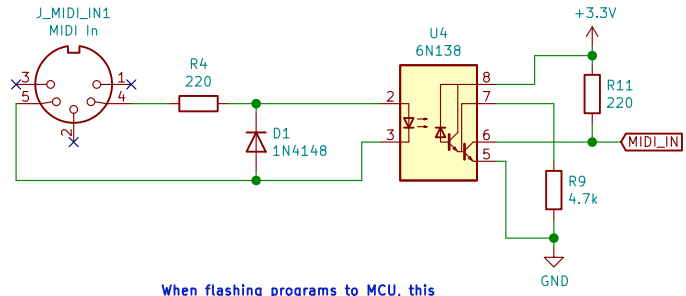 J_MIDI_IN1
MIDI In
3
1
5
4
2
R4
220
D1
1N4148
U4
6N138
2
3
8
7
6
5
+3.3V
R11
220
MIDI_IN
R9
4.7k
GND
When flashing programs to MCU, this